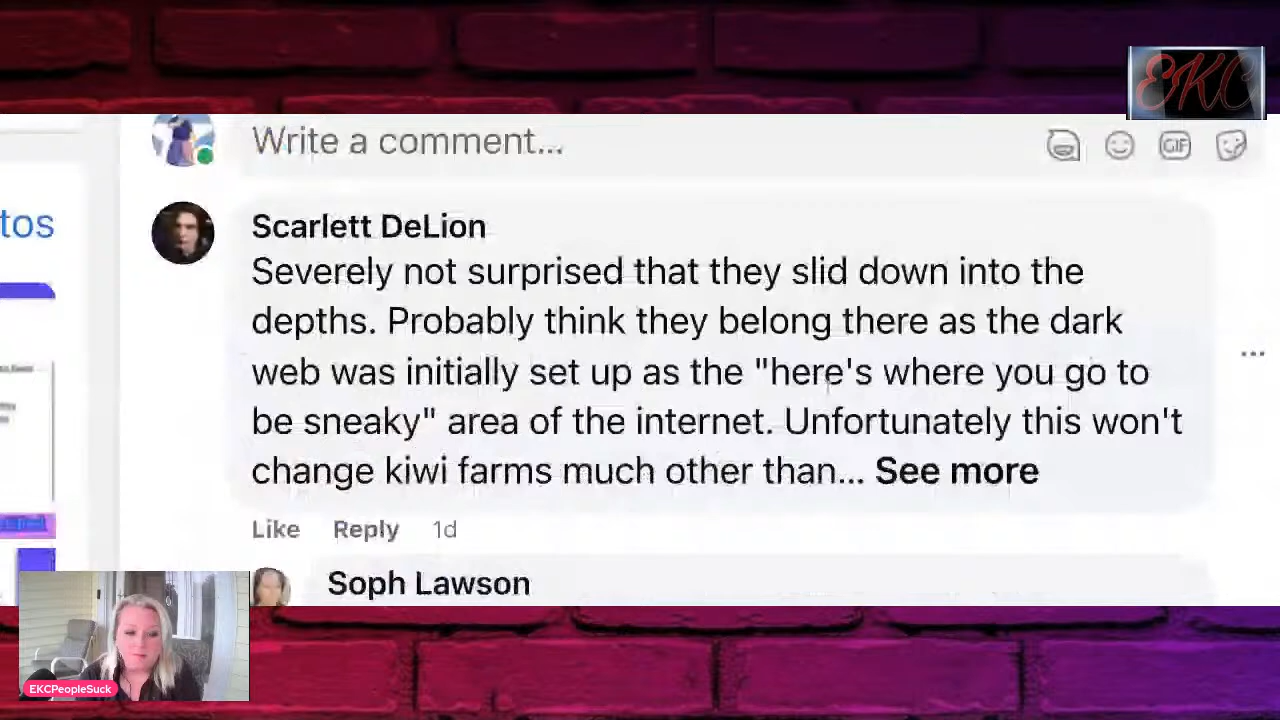 EKC
Write a comment...
GIF
tos
Scarlett DeLion
Severely not surprised that they slid down into the
depths. Probably think they belong there as the dark
web was initially set up as the "here's where you go to
be sneaky" area of the internet. Unfortunately this won't
change kiwi farms much other than... See more
Like Reply 1d
Soph Lawson
EKCPeopleSuck